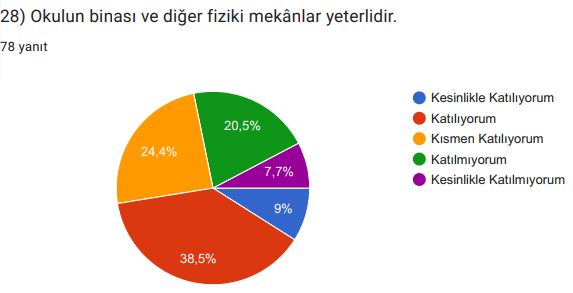 28) Okulun binası ve diğer fiziki mekânlar yeterlidir.
78 yanıt
Kesinlikle Katılıyorum
Katılıyorum
Kısmen Katılıyorum
Katılmıyorum
Kesinlikle Katılmıyorum
20,5%
24,4%
7,7%
9%
38,5%